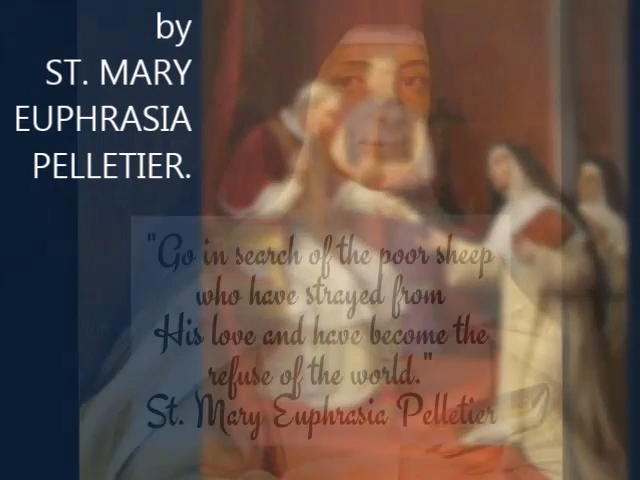 by
ST. MARY
EUPHRASIA
PELLETIER.
"Go in search of the poor sheep
who have strayed from
His love and have become the
refuse of the world."
St. Mary Euphrasia Pelletier